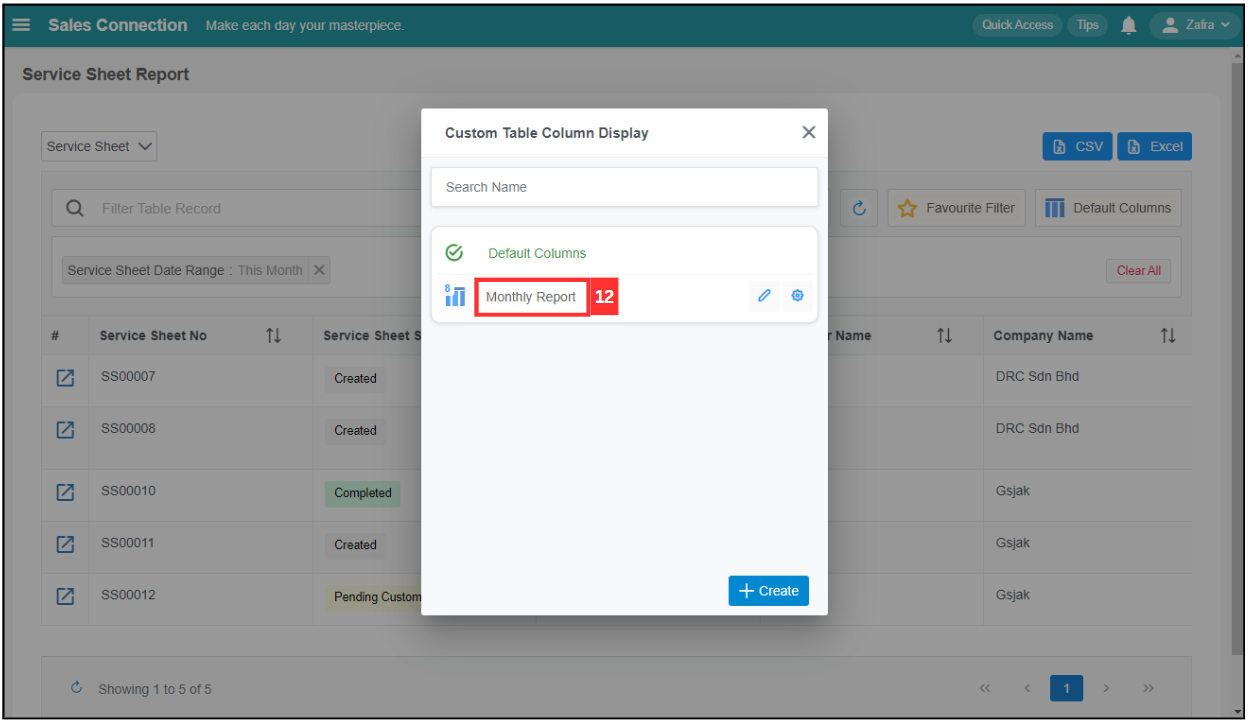 Sales Connection Make each day your masterpiece. Quick Access Tips Zafra
Service Sheet Report
Service Sheet
CSV Excel
Custom Table Column Display
Search Name
Filter Table Record
Favourite Filter Default Columns
Service Sheet Date Range : This Month
Clear All
Default Columns
8 Monthly Report 12
# Service Sheet No Service Sheet S r Name Company Name
SS00007 Created DRC Sdn Bhd
SS00008 Created DRC Sdn Bhd
SS00010 Completed Gsjak
SS00011 Created Gsjak
SS00012 Pending Custom Gsjak
Create
Showing 1 to 5 of 5
<< < 1 > >>